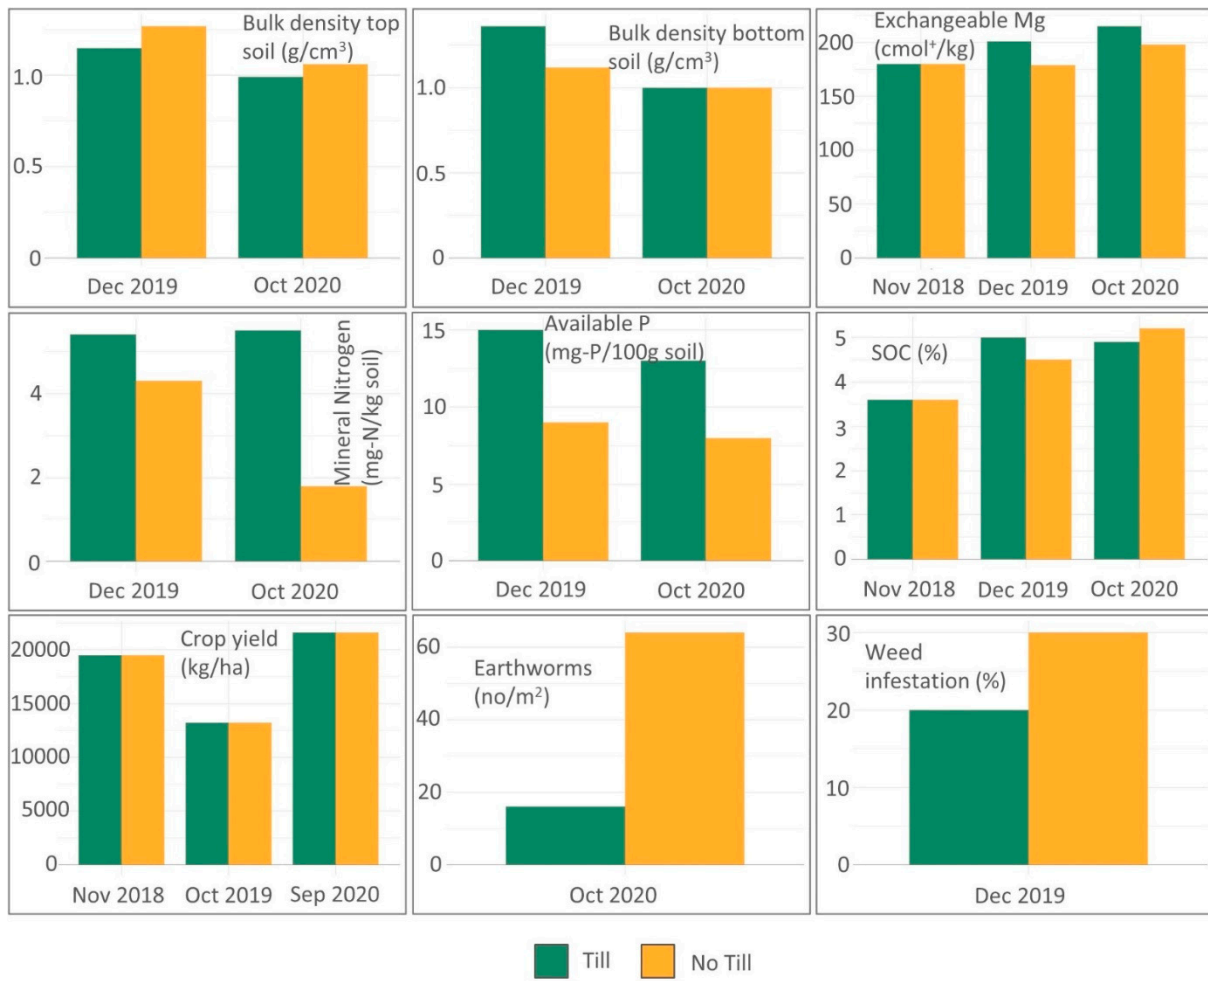 Bulk density top
soil (g/cm³)
1.0
0.5
0
Dec 2019 Oct 2020
Bulk density bottom
soil (g/cm³)
1.0
0.5
0
Dec 2019 Oct 2020
Exchangeable Mg
(cmol⁺/kg)
200
150
100
50
0
Nov 2018 Dec 2019 Oct 2020
Mineral Nitrogen
(mg-N/kg soil)
4
2
0
Dec 2019 Oct 2020
Available P
(mg-P/100g soil)
15
10
5
0
Dec 2019 Oct 2020
SOC (%)
5
4
3
2
1
0
Nov 2018 Dec 2019 Oct 2020
Crop yield
(kg/ha)
20000
15000
10000
5000
0
Nov 2018 Oct 2019 Sep 2020
Earthworms
(no/m²)
60
40
20
0
Oct 2020
Weed
infestation (%)
30
20
10
0
Dec 2019
Till No Till